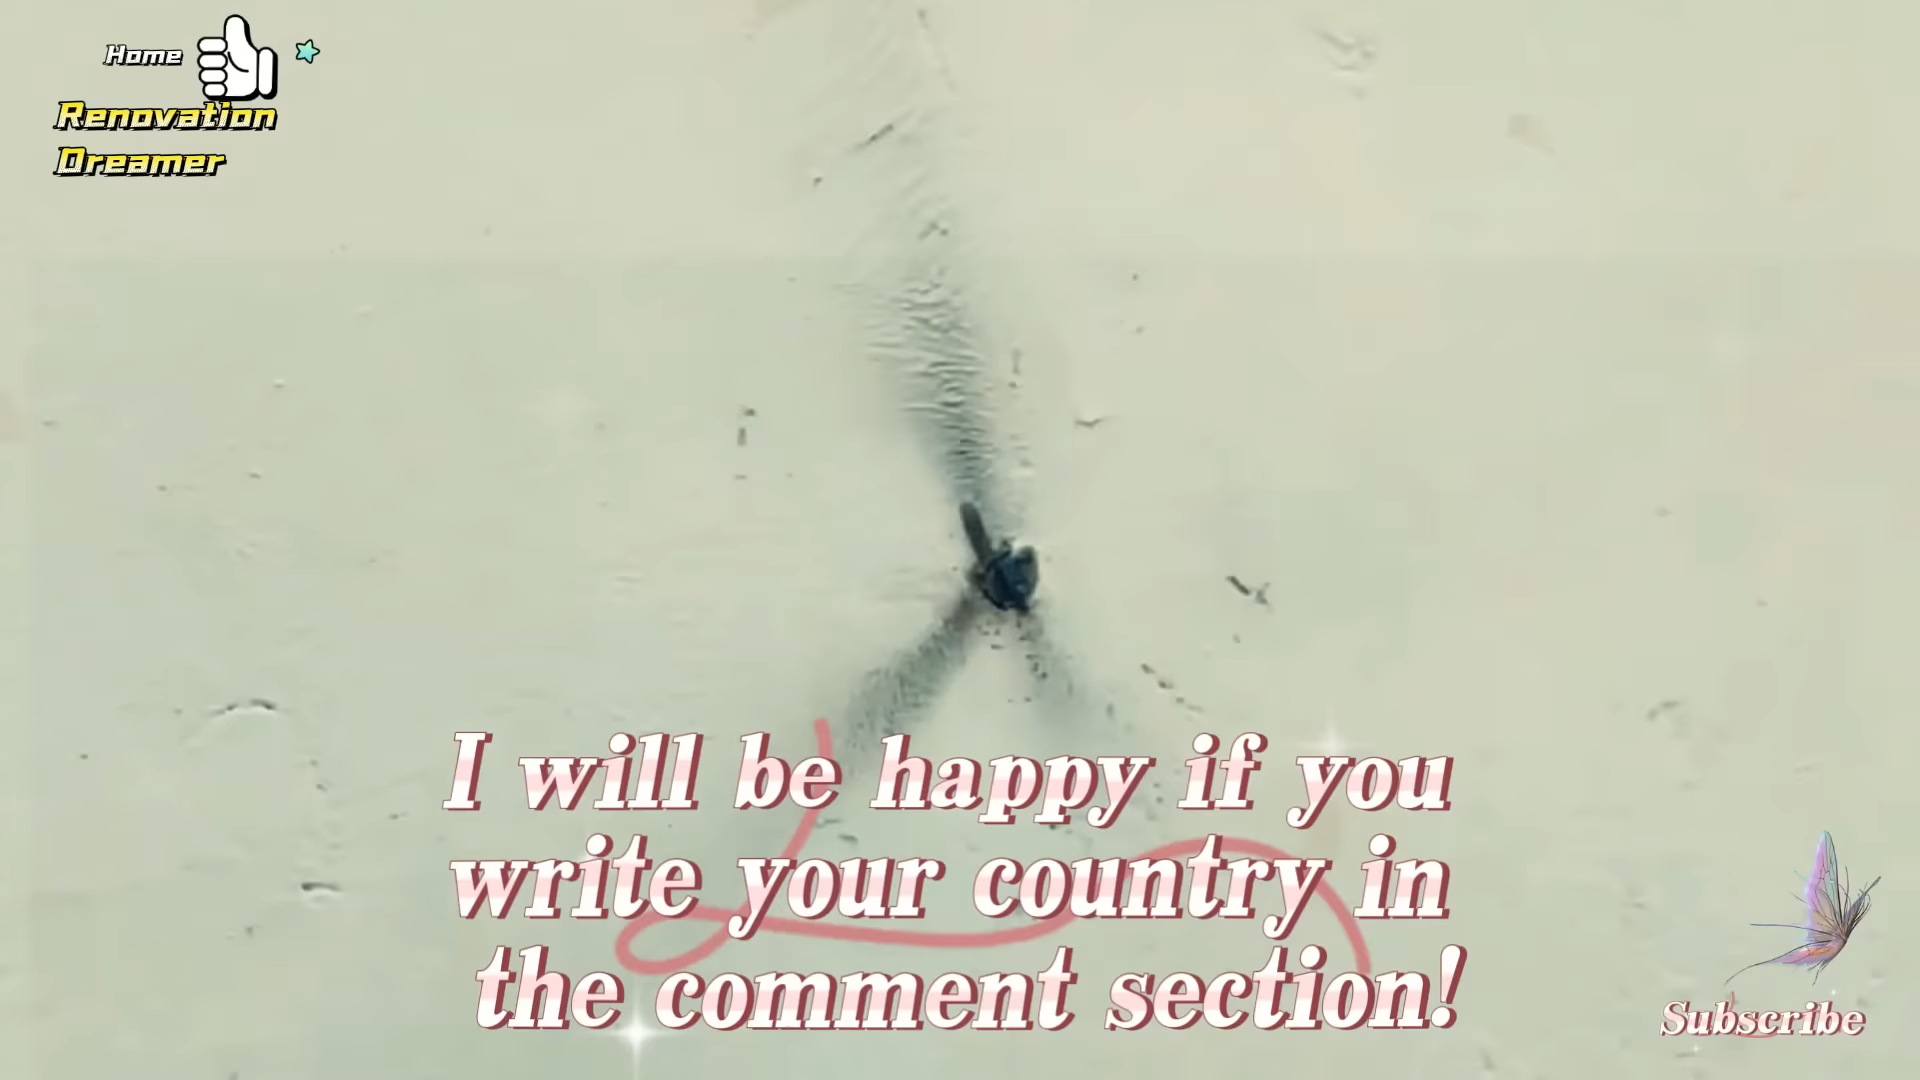 Home
Renovation
Dreamer
I will be happy if you
write your country in
the comment section!
Subscribe